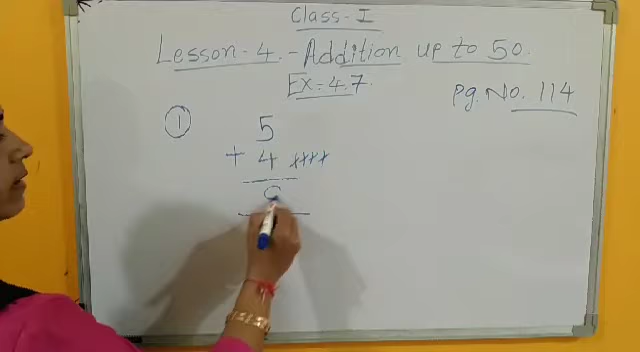 Class-I
Lesson-4.-Addition up to 50.
Ex=4.7.
Pg.No. 114
1 5
+ 4